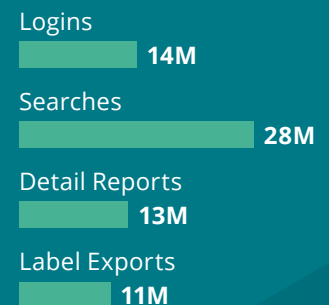 Logins
14M
Searches
28M
Detail Reports
13M
Label Exports
11M